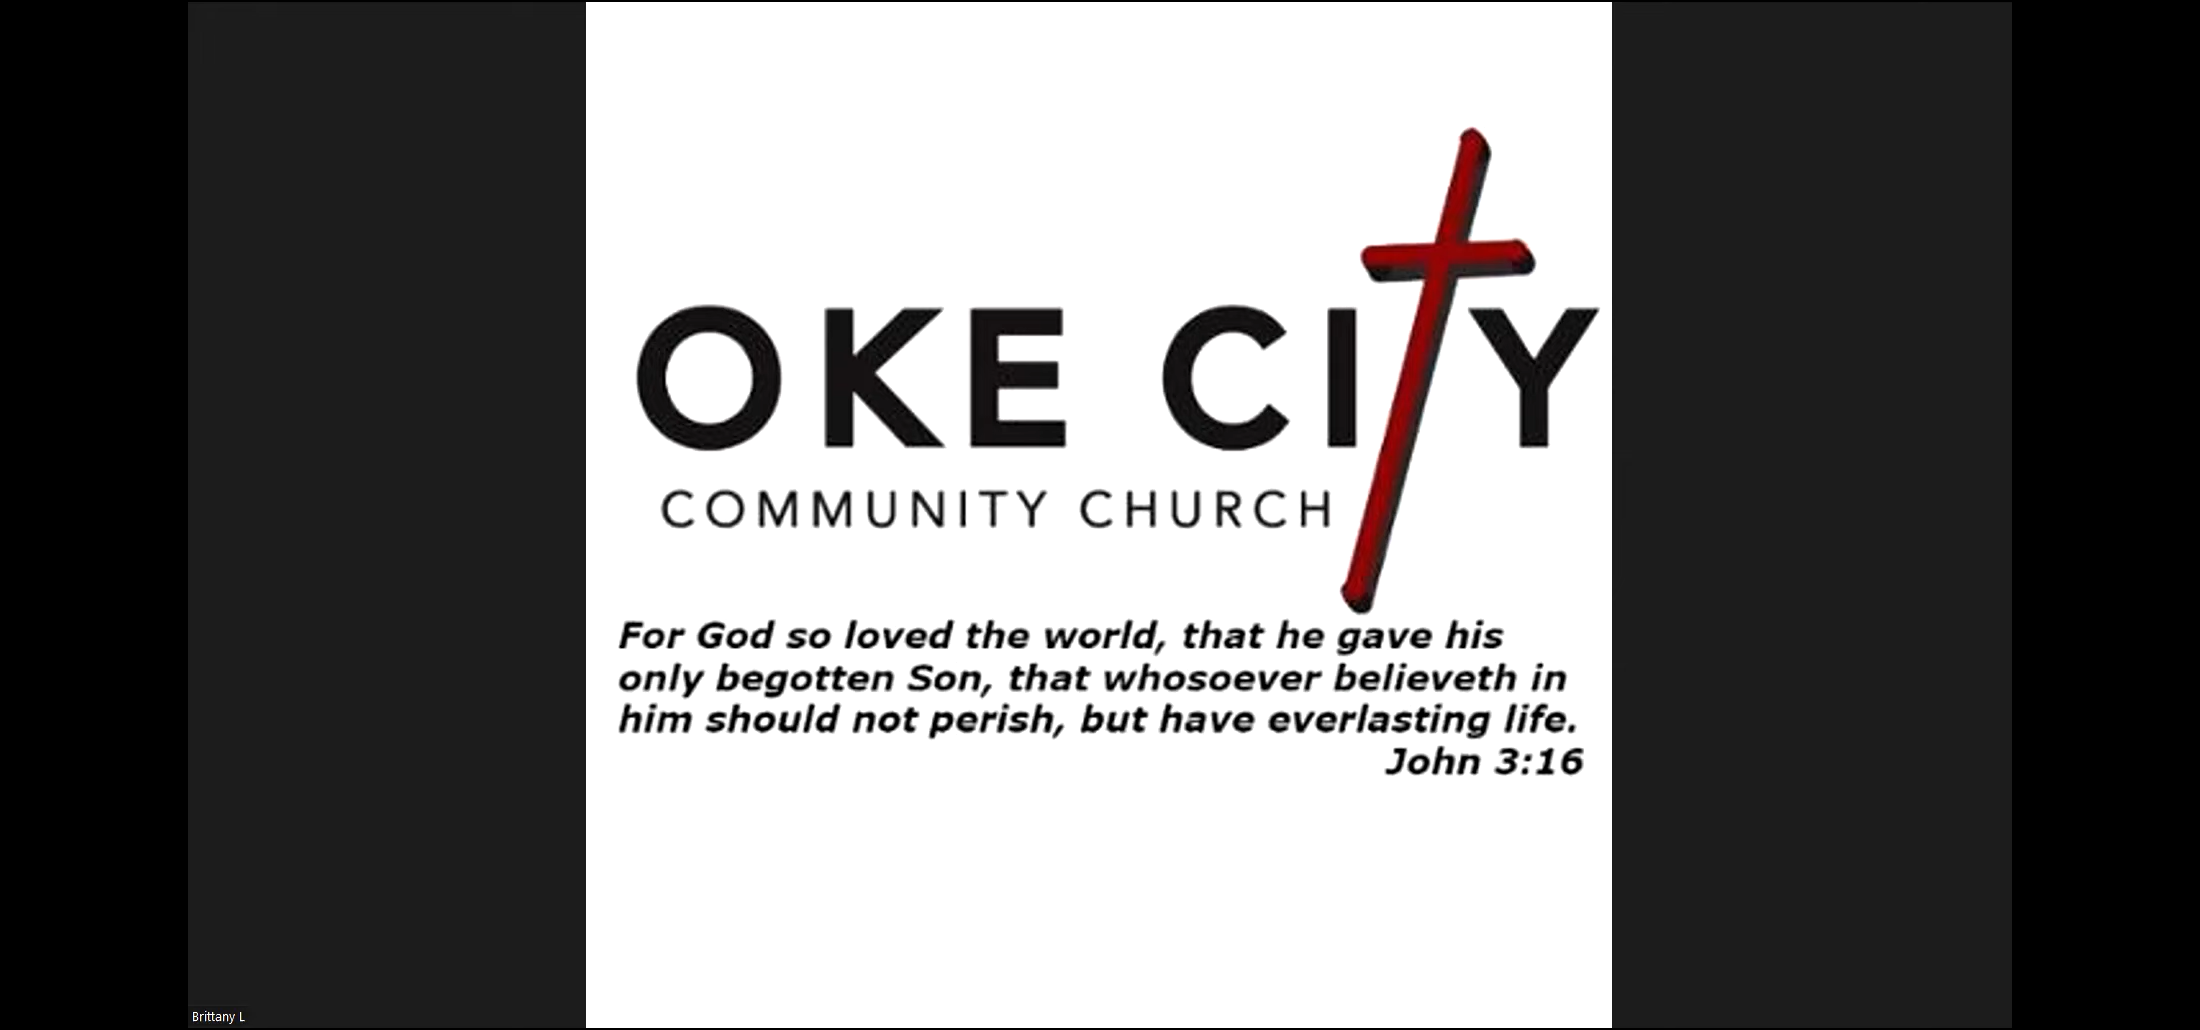 OKE CITY
COMMUNITY CHURCH
For God so loved the world, that he gave his
only begotten Son, that whosoever believeth in
him should not perish, but have everlasting life.
John 3:16
Brittany L